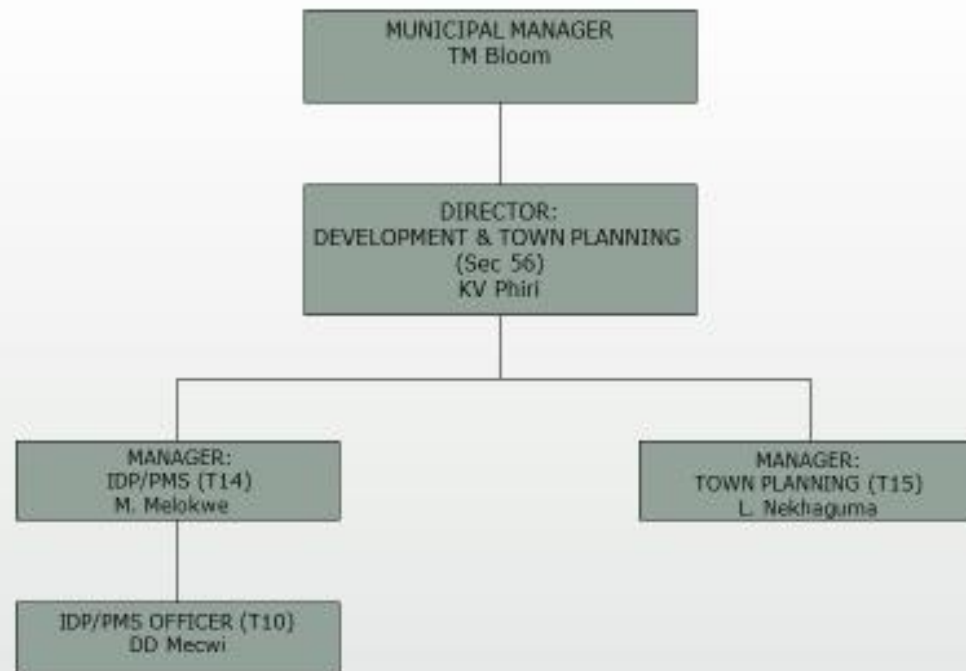 MUNICIPAL MANAGER
TM Bloom
DIRECTOR:
DEVELOPMENT & TOWN PLANNING
(Sec 56)
KV Phiri
MANAGER:
IDP/PMS (T14)
M. Melokwe
MANAGER:
TOWN PLANNING (T15)
L. Nekhaguma
IDP/PMS OFFICER (T10)
DD Mecwi